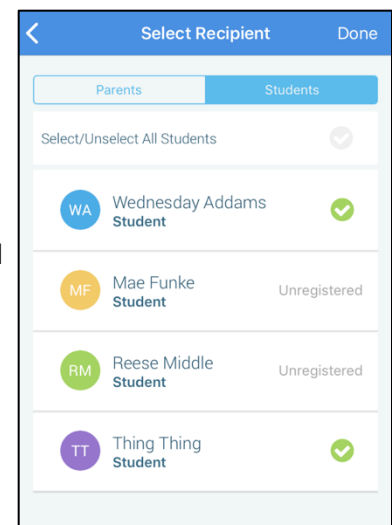 Select Recipient Done
Parents Students
Select/Unselect All Students
WA Wednesday Addams
Student
MF Mae Funke Unregistered
Student
RM Reese Middle Unregistered
Student
TT Thing Thing
Student